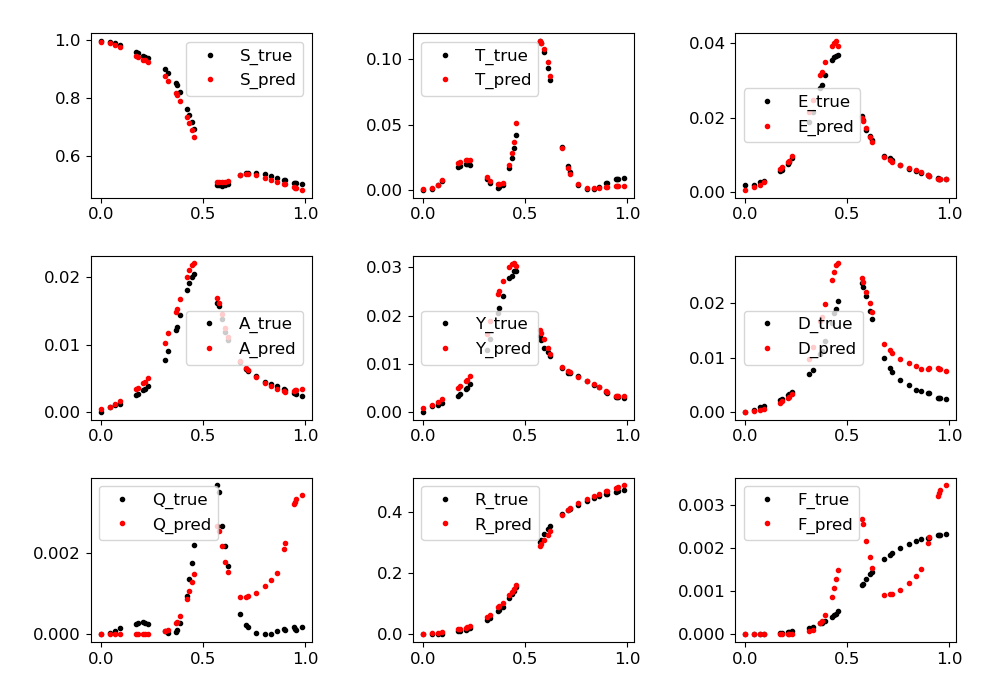 1.0
0.8
0.6
0.0 0.5 1.0
S_true
S_pred
0.10
0.05
0.00
0.0 0.5 1.0
T_true
T_pred
0.04
0.02
0.00
0.0 0.5 1.0
E_true
E_pred
0.02
0.01
0.00
0.0 0.5 1.0
A_true
A_pred
0.03
0.02
0.01
0.00
0.0 0.5 1.0
Y_true
Y_pred
0.02
0.01
0.00
0.0 0.5 1.0
D_true
D_pred
0.002
0.000
0.0 0.5 1.0
Q_true
Q_pred
0.4
0.2
0.0
0.0 0.5 1.0
R_true
R_pred
0.003
0.002
0.001
0.000
0.0 0.5 1.0
F_true
F_pred